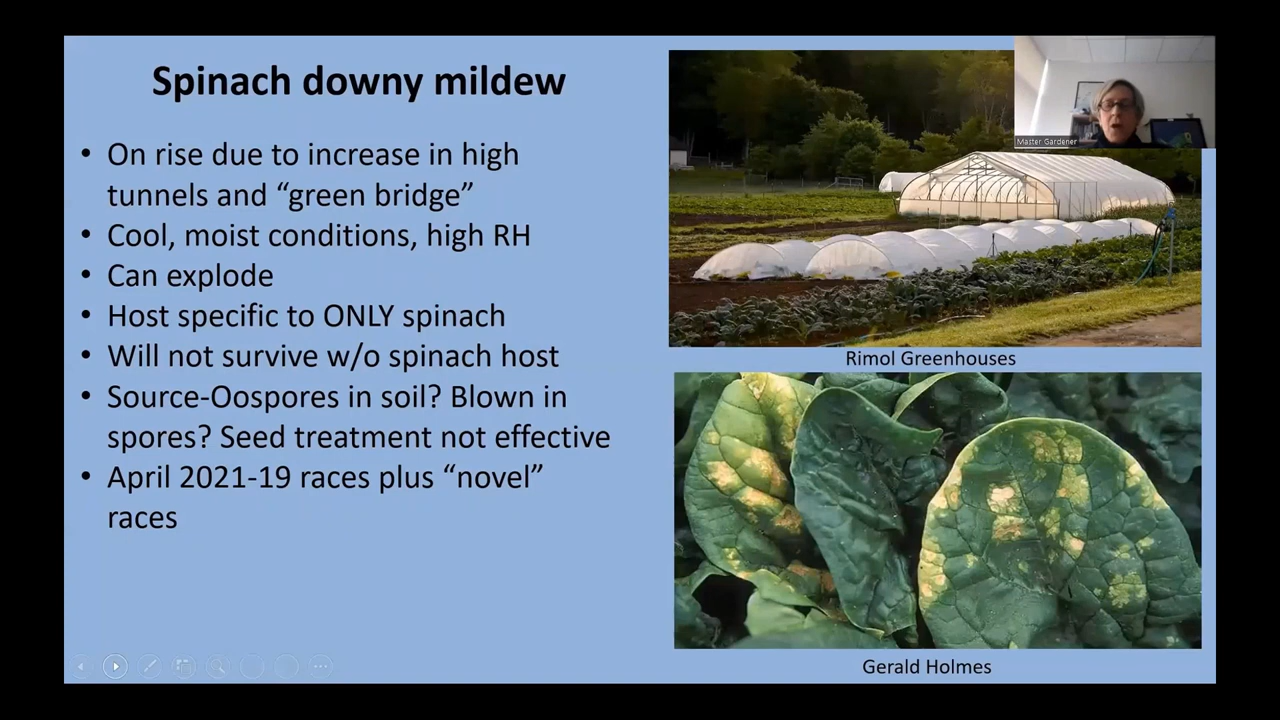 Spinach downy mildew
• On rise due to increase in high
tunnels and “green bridge”
• Cool, moist conditions, high RH
• Can explode
• Host specific to ONLY spinach
• Will not survive w/o spinach host
• Source-Oospores in soil? Blown in
spores? Seed treatment not effective
• April 2021-19 races plus “novel”
races
Master Gardener
Rimol Greenhouses
Gerald Holmes